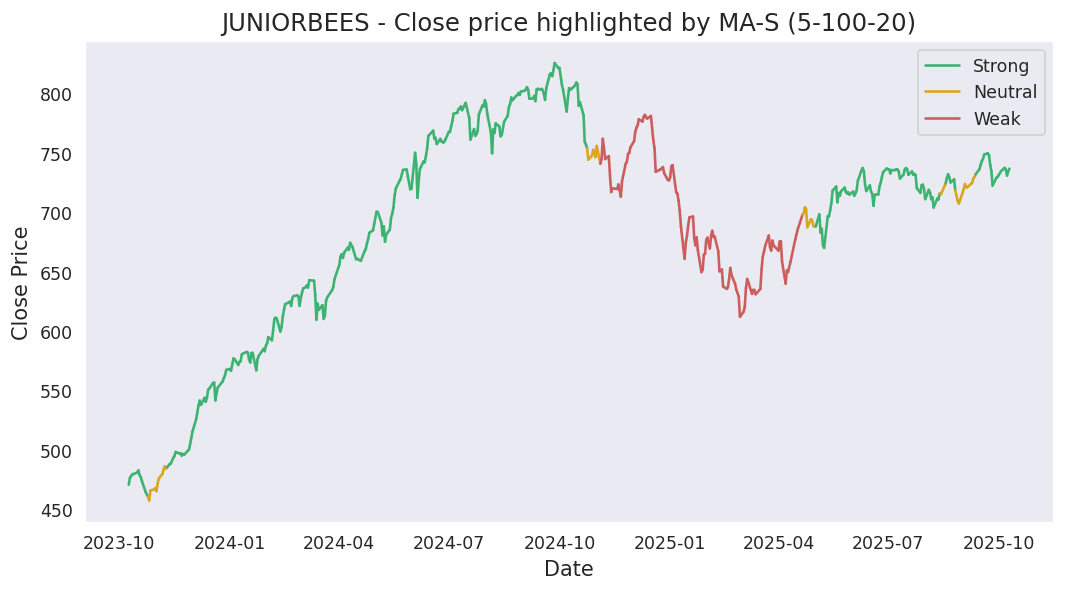 JUNIORBEES - Close price highlighted by MA-S (5-100-20)
Strong
Neutral
Weak
Close Price
800
750
700
650
600
550
500
450
2023-10 2024-01 2024-04 2024-07 2024-10 2025-01 2025-04 2025-07 2025-10
Date